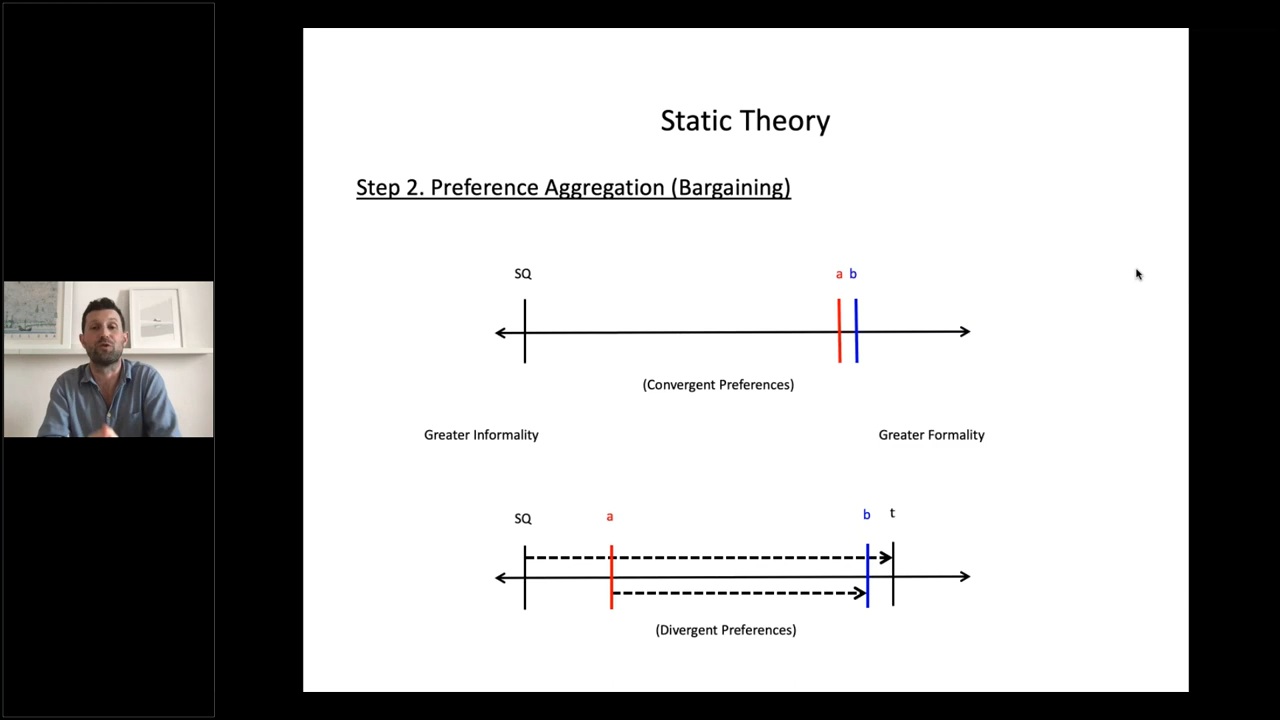 Static Theory
Step 2. Preference Aggregation (Bargaining)
SQ a b
(Convergent Preferences)
Greater Informality Greater Formality
SQ a b t
(Divergent Preferences)